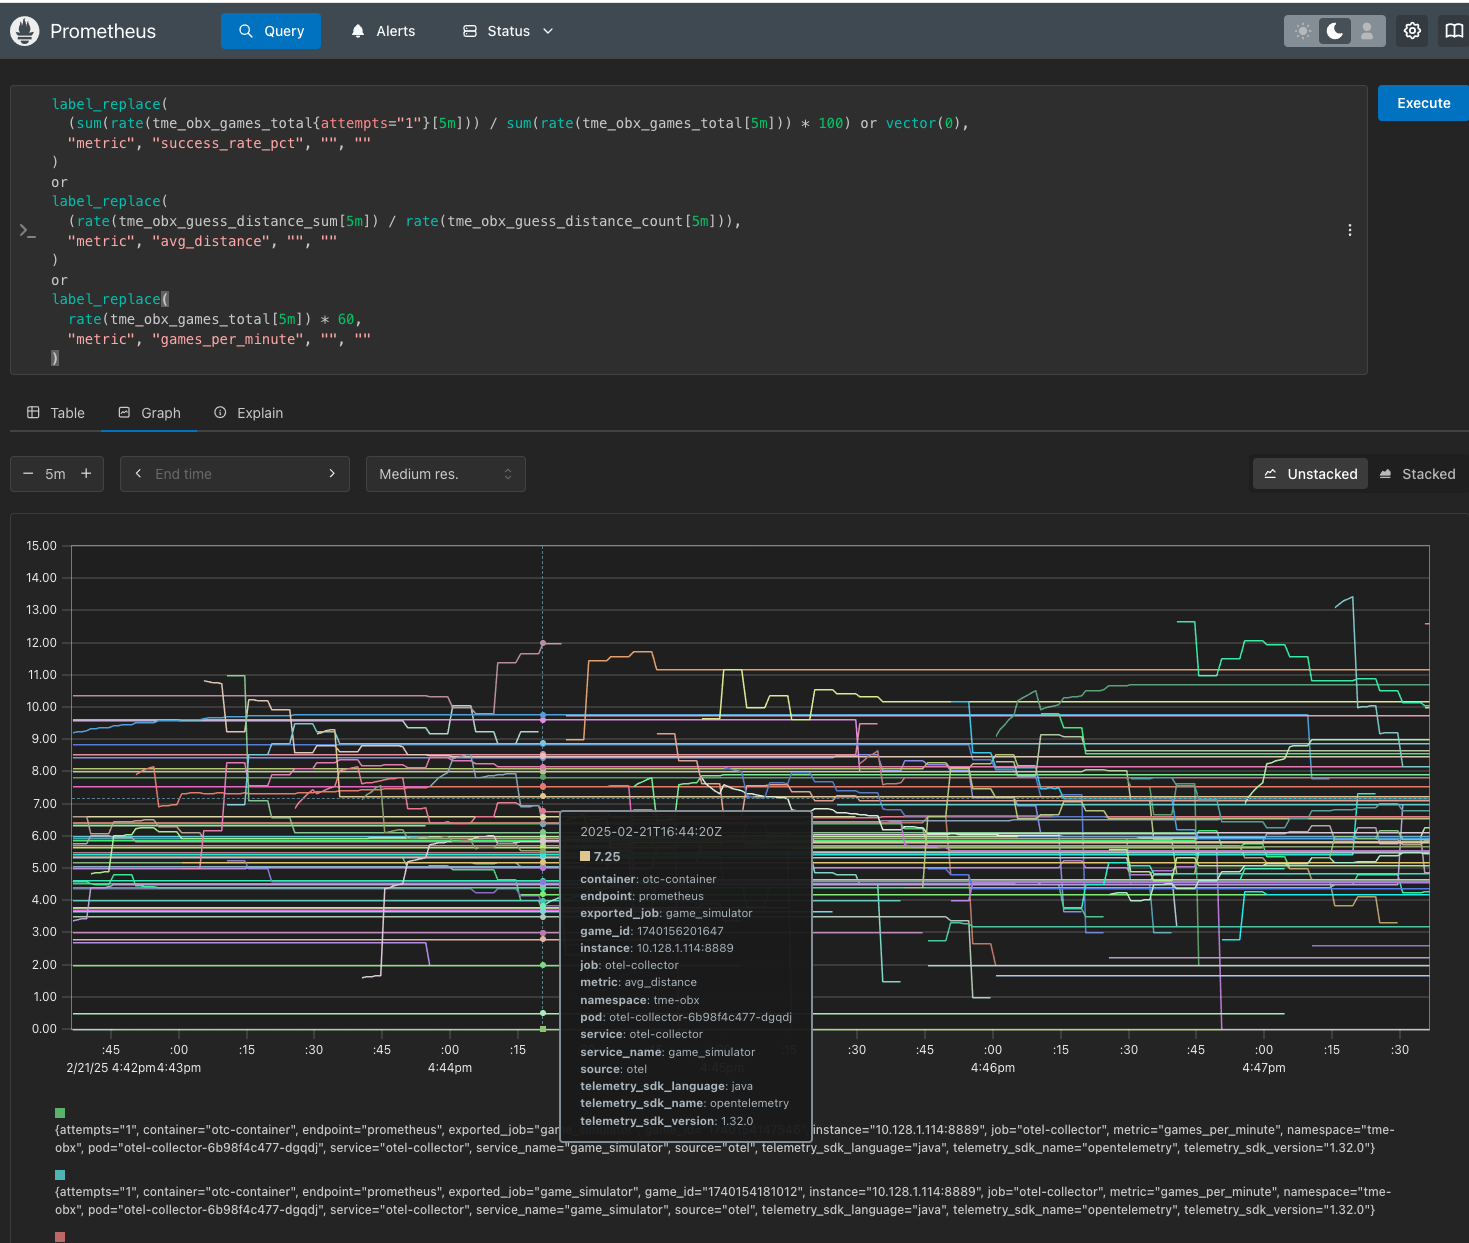 Prometheus
Query
Alerts
Status
label_replace(
(sum(rate(tme_obx_games_total{attempts="1"}[5m])) / sum(rate(tme_obx_games_total[5m])) * 100) or vector(0),
"metric", "success_rate_pct", "", ""
)
or
label_replace(
(rate(tme_obx_guess_distance_sum[5m]) / rate(tme_obx_guess_distance_count[5m])),
"metric", "avg_distance", "", ""
)
or
label_replace(
rate(tme_obx_games_total[5m]) * 60,
"metric", "games_per_minute", "", ""
)
Execute
Table
Graph
Explain
5m
End time
Medium res.
Unstacked
Stacked
15.00
14.00
13.00
12.00
11.00
10.00
9.00
8.00
7.00
6.00
5.00
4.00
3.00
2.00
1.00
0.00
2025-02-21T16:44:20Z
7.25
container: otc-container
endpoint: prometheus
exported_job: game_simulator
game_id: 1740156201647
instance: 10.128.1.114:8889
job: otel-collector
metric: avg_distance
namespace: tme-obx
pod: otel-collector-6b98f4c477-dgqdj
service: otel-collector
service_name: game_simulator
source: otel
telemetry_sdk_language: java
telemetry_sdk_name: opentelemetry
telemetry_sdk_version: 1.32.0
:45 :00 :15 :30 :45 :00 :15 :15 :30 :45 :00 :15 :30 :45 :00 :15 :30
2/21/25 4:42pm 4:43pm 4:44pm 4:45pm 4:46pm 4:47pm
{attempts="1", container="otc-container", endpoint="prometheus", exported_job="game instance="10.128.1.114:8889", job="otel-collector", metric="games_per_minute", namespace="tme-
obx", pod="otel-collector-6b98f4c477-dgqdj", service="otel-collector", service_name="game_simulator", source="otel", telemetry_sdk_language="java", telemetry_sdk_name="opentelemetry", telemetry_sdk_version="1.32.0"}
{attempts="1", container="otc-container", endpoint="prometheus", exported_job="game_simulator", game_id="1740154181012", instance="10.128.1.114:8889", job="otel-collector", metric="games_per_minute", namespace="tme-
obx", pod="otel-collector-6b98f4c477-dgqdj", service="otel-collector", service_name="game_simulator", source="otel", telemetry_sdk_language="java", telemetry_sdk_name="opentelemetry", telemetry_sdk_version="1.32.0"}